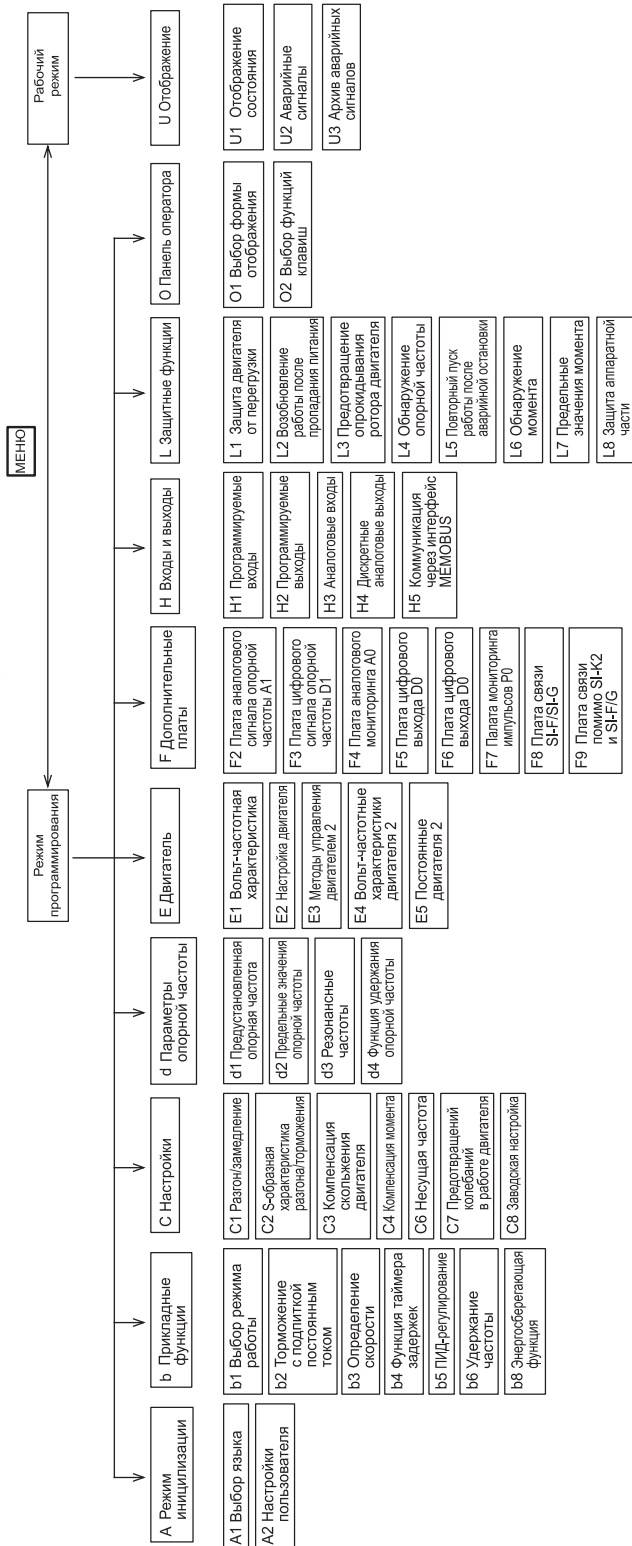 МЕНЮ
Режим
программирования
Рабочий
режим
A Режим
иницилизации
A1 Выбор языка
A2 Настройки
пользователя
b Прикладные
функции
b1 Выбор режима
работы
b2 Торможение
с подпиткой
постоянным
током
b3 Определение
скорости
b4 Функция таймера
задержек
b5 ПИД-регулирование
b6 Удержание
частоты
b8 Энергосберегающая
функция
C Настройки
C1 Разгон/замедление
C2 S-образная
характеристика
разгона/торможения
C3 Компенсация
скольжения
двигателя
C4 Компенсация момента
C6 Несущая частота
C7 Предотвращений
колебаний
в работе двигателя
C8 Заводская настройка
d Параметры
опорной частоты
d1 Предустановленная
опорная частота
d2 Предельные значения
опорной частоты
d3 Резонансные
частоты
d4 Функция удержания
опорной частоты
E Двигатель
E1 Вольт-частотная
характеристика
E2 Настройка двигателя
E3 Методы управления
двигателем 2
E4 Вольт-частотные
характеристики
двигателя 2
E5 Постоянные
двигателя 2
F Дополнительные
платы
F2 Плата аналогового
сигнала опорной
частоты A1
F3 Плата цифрового
сигнала опорной
частоты D1
F4 Плата аналогового
мониторинга A0
F5 Плата цифрового
выхода D0
F6 Плата цифрового
выхода D0
F7 Палата мониторинга
импульсов P0
F8 Плата связи
SI-F/SI-G
F9 Плата связи
помимо SI-K2
и SI-F/G
H Входы и выходы
H1 Программируемые
входы
H2 Программируемые
выходы
H3 Аналоговые входы
H4 Дискретные
аналоговые выходы
H5 Коммуникация
через интерфейс
MEMOBUS
L Защитные функции
L1 Защита двигателя
от перегрузки
L2 Возобновление
работы после
пропадания питания
L3 Предотвращение
опрокидывания
ротора двигателя
L4 Обнаружение
опорной частоты
L5 Повторный пуск
работы после
аварийной остановки
L6 Обнаружение
момента
L7 Предельные
значения момента
L8 Защита аппаратной
части
O Панель оператора
O1 Выбор формы
отображения
O2 Выбор функций
клавиш
U Отображение
U1 Отображение
состояния
U2 Аварийные
сигналы
U3 Архив аварийных
сигналов